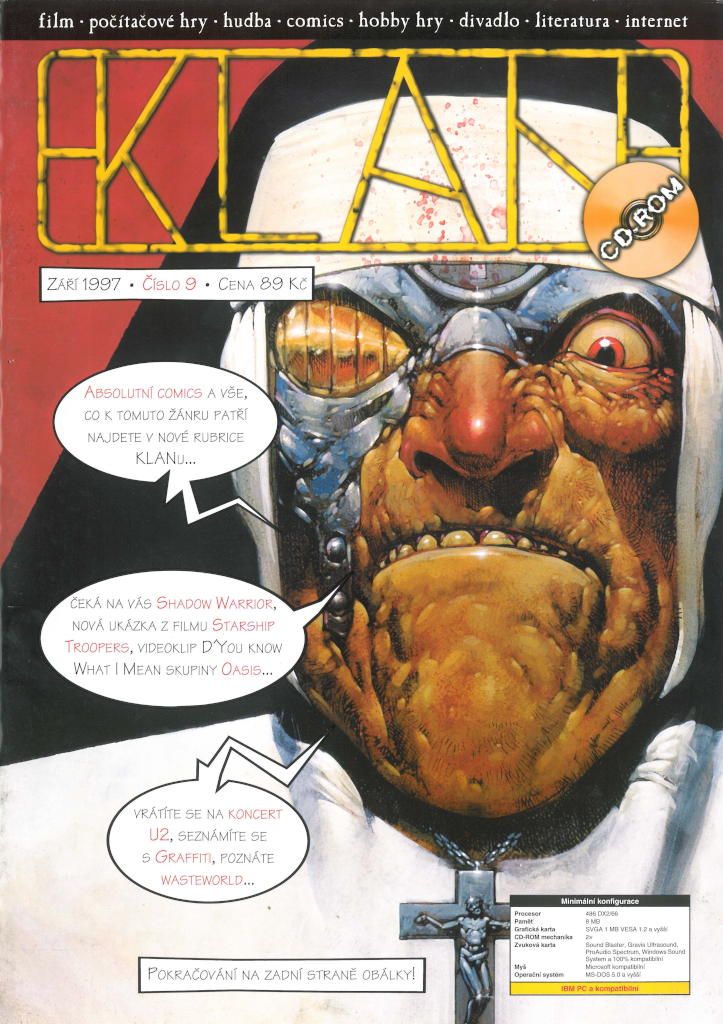 film · počítačové hry · hudba · comics · hobby hry · divadlo · literatura · internet
KLAN
CD-ROM
Září 1997 · Číslo 9 · Cena 89 Kč
Absolutní comics a vše,
co k tomuto žánru patří
najdete v nové rubrice
KLANu...
čeká na vás Shadow Warrior,
nová ukázka z filmu Starship
Troopers, videoklip D'You know
What I Mean skupiny Oasis...
vrátíte se na koncert
U2, seznámíte se
s Graffiti, poznáte
wasteworld...
Pokračování na zadní straně obálky!
Minimální konfigurace
Procesor 486 DX2/66
Paměť 8 MB
Grafická karta SVGA 1 MB VESA 1.2 a vyšší
CD-ROM mechanika 2x
Zvuková karta Sound Blaster, Gravis Ultrasound,
ProAudio Spectrum, Windows Sound
System a 100% kompatibilní
Myš Microsoft kompatibilní
Operační systém MS-DOS 5.0 a vyšší
IBM PC a kompatibilní